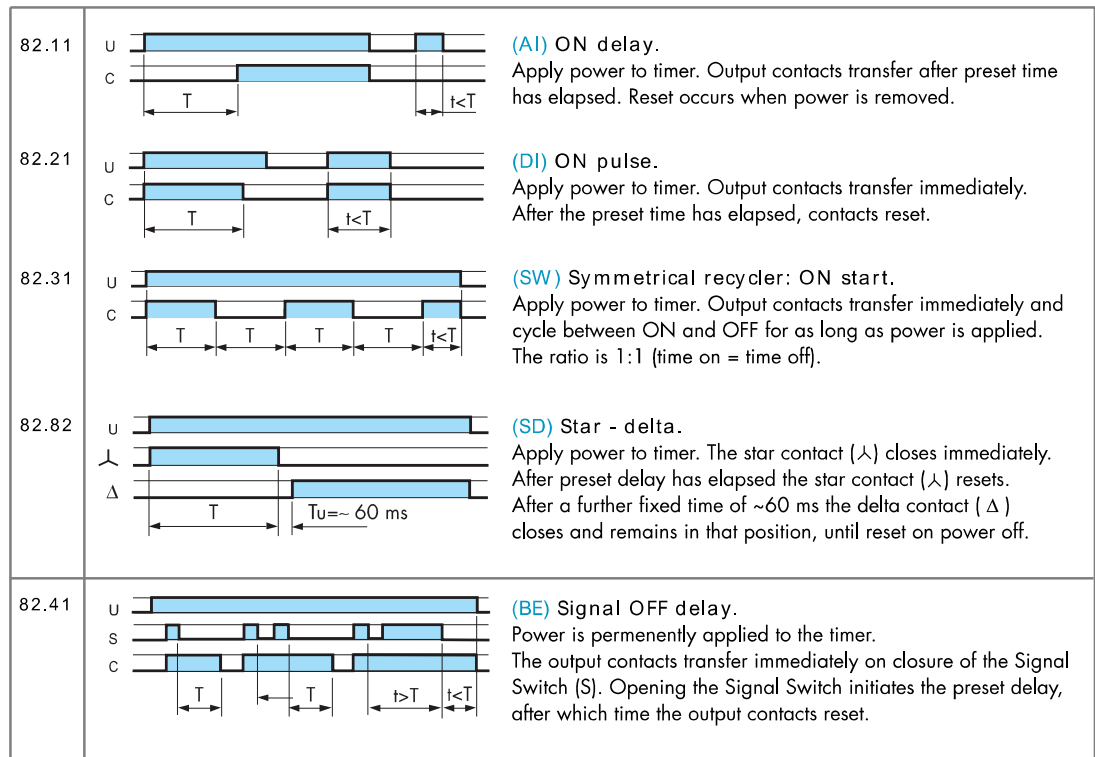 82.11
U
C
T
t<T
(AI) ON delay.
Apply power to timer. Output contacts transfer after preset time
has elapsed. Reset occurs when power is removed.
82.21
U
C
T
t<T
(DI) ON pulse.
Apply power to timer. Output contacts transfer immediately.
After the preset time has elapsed, contacts reset.
82.31
U
C
T T T T t<T
(SW) Symmetrical recycler: ON start.
Apply power to timer. Output contacts transfer immediately and
cycle between ON and OFF for as long as power is applied.
The ratio is 1:1 (time on = time off).
82.82
U
⅄
Δ
T Tu=~ 60 ms
(SD) Star - delta.
Apply power to timer. The star contact (⅄) closes immediately.
After preset delay has elapsed the star contact (⅄) resets.
After a further fixed time of ~60 ms the delta contact ( Δ )
closes and remains in that position, until reset on power off.
82.41
U
S
C
T T t>T t<T
(BE) Signal OFF delay.
Power is permenently applied to the timer.
The output contacts transfer immediately on closure of the Signal
Switch (S). Opening the Signal Switch initiates the preset delay,
after which time the output contacts reset.